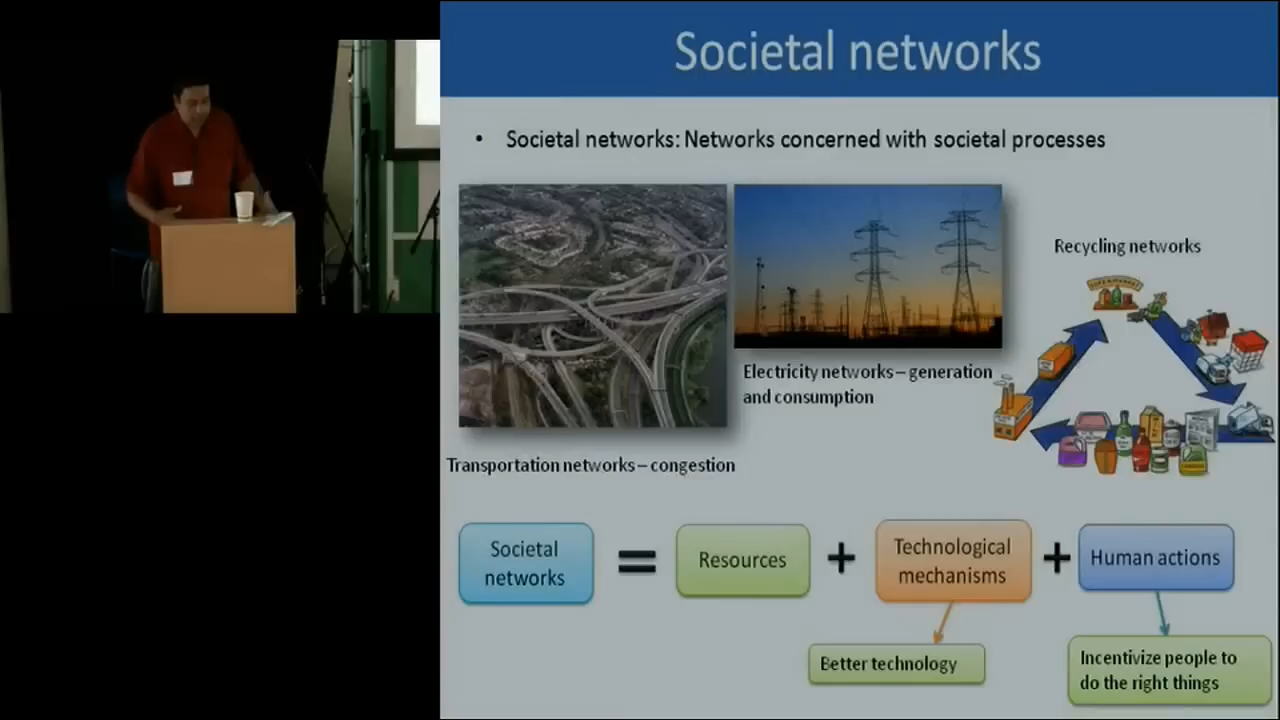 Societal networks
• Societal networks: Networks concerned with societal processes
Recycling networks
SUPERMARKET
Electricity networks – generation
and consumption
Transportation networks – congestion
Societal
networks
=
Resources
+
Technological
mechanisms
+
Human actions
Better technology
Incentivize people to
do the right things